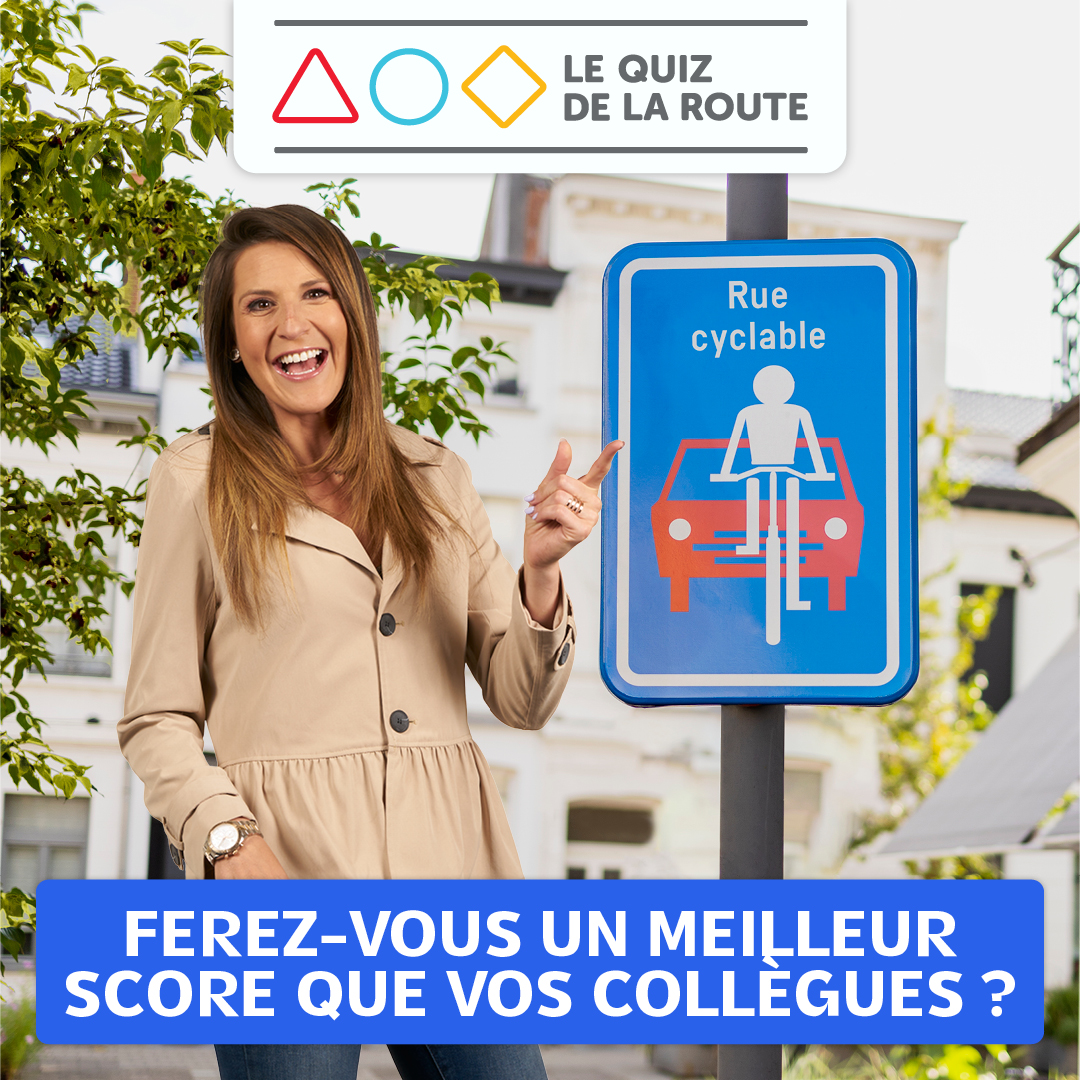 LE QUIZ
DE LA ROUTE
Rue
cyclable
FEREZ-VOUS UN MEILLEUR
SCORE QUE VOS COLLÈGUES ?